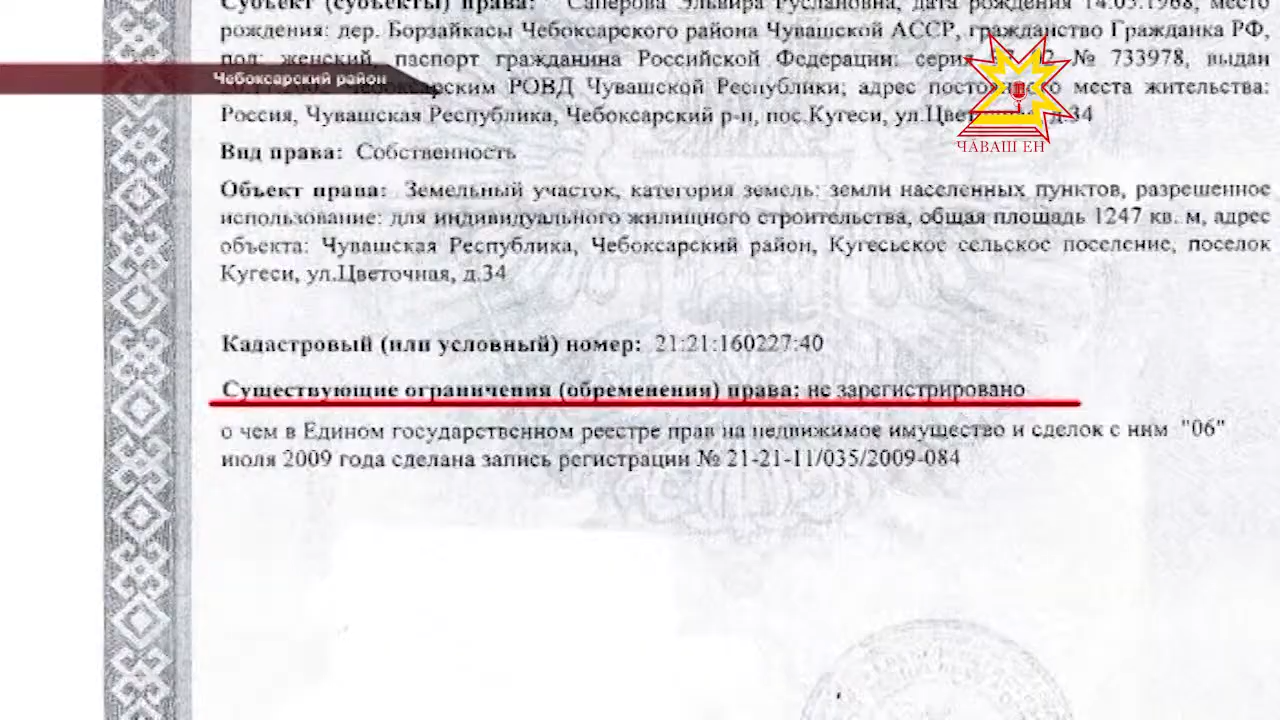 Субъект (субъекты) права: Саперова Эльвира Руслановна, дата рождения 14.05.1968, место
рождения: дер. Борзайкасы Чебоксарского района Чувашской АССР, гражданство Гражданка РФ,
пол: женский, паспорт гражданина Российской Федерации: серия № 733978, выдан
Чебоксарский район
РОВД Чувашской Республики; адрес постоянного места жительства:
Россия, Чувашская Республика, Чебоксарский р-н, пос.Кугеси, д.34
ЧӐВАШ ЕН
Вид права: Собственность
Объект права: Земельный участок, категория земель: земли населенных пунктов, разрешенное
использование: для индивидуального жилищного строительства, общая площадь 1247 кв. м, адрес
объекта: Чувашская Республика, Чебоксарский район, Кугесьское сельское поселение, поселок
Кугеси, ул.Цветочная, д.34
Кадастровый (или условный) номер: 21:21:160227:40
Существующие ограничения (обременения) права: не зарегистрировано
о чем в Едином государственном реестре прав на недвижимое имущество и сделок с ним "06"
июля 2009 года сделана запись регистрации № 21-21-11/035/2009-084